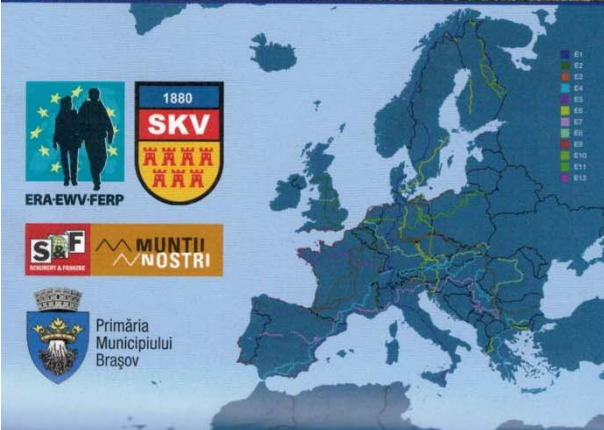 1880
SKV
ERA-EWV-FERP
S&F
SCHUBERT & FRANZKE
MUNTII
NOSTRI
Primăria
Municipiului
Brașov
E1
E2
E3
E4
E5
E6
E7
E8
E9
E10
E11
E12